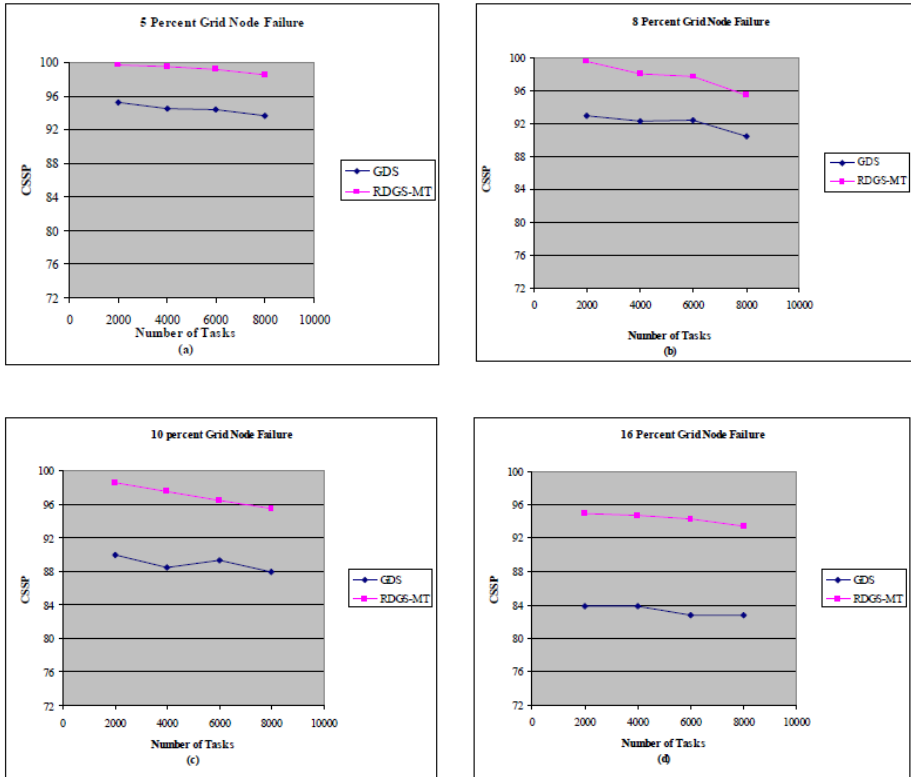 5 Percent Grid Node Failure
100
96
92
88
84
80
76
72
CSSP
0 2000 4000 6000 8000 10000
Number of Tasks
(a)
GDS
RDGS-MT
8 Percent Grid Node Failure
100
96
92
88
84
80
76
72
CSSP
0 2000 4000 6000 8000 10000
Number of Tasks
(b)
GDS
RDGS-MT
10 percent Grid Node Failure
100
96
92
88
84
80
76
72
CSSP
0 2000 4000 6000 8000 10000
Number of Tasks
(c)
GDS
RDGS-MT
16 Percent Grid Node Failure
100
96
92
88
84
80
76
72
CSSP
0 2000 4000 6000 8000 10000
Number of Tasks
(d)
GDS
RDGS-MT